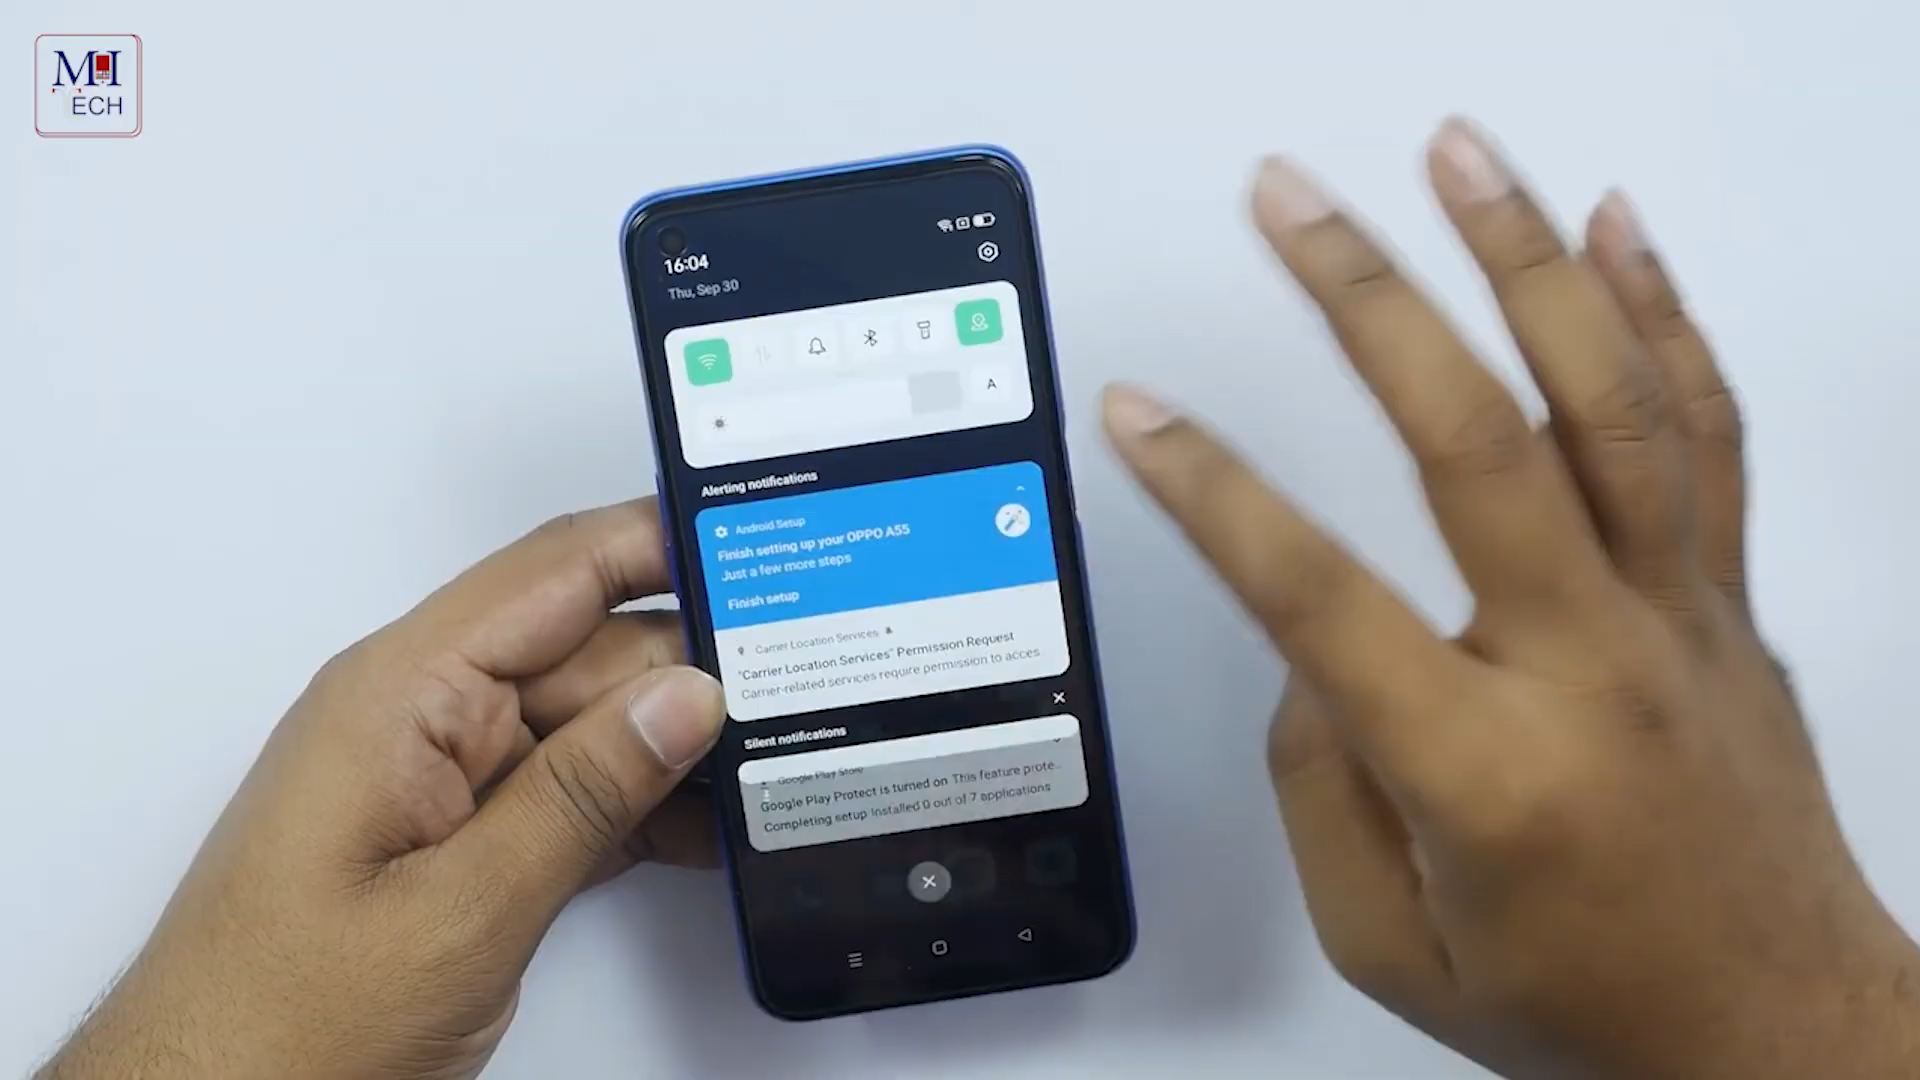 MI
ECH
16:04
Thu, Sep 30
A
Alerting notifications
Android Setup
Finish setting up your OPPO A55
Just a few more steps
Finish setup
Carrier Location Services
"Carrier Location Services" Permission Request
Carrier-related services require permission to acces
Silent notifications
Google Play Store
Google Play Protect is turned on This feature prote...
Completing setup Installed 0 out of 7 applications